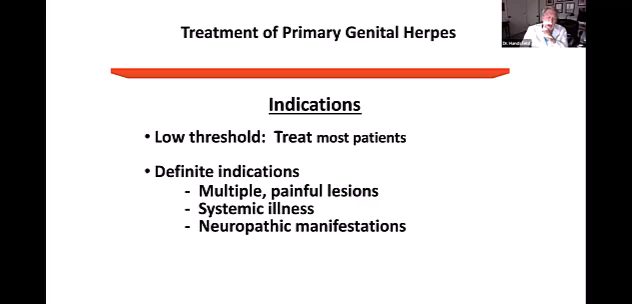 Treatment of Primary Genital Herpes
Indications
• Low threshold: Treat most patients
• Definite indications
- Multiple, painful lesions
- Systemic illness
- Neuropathic manifestations